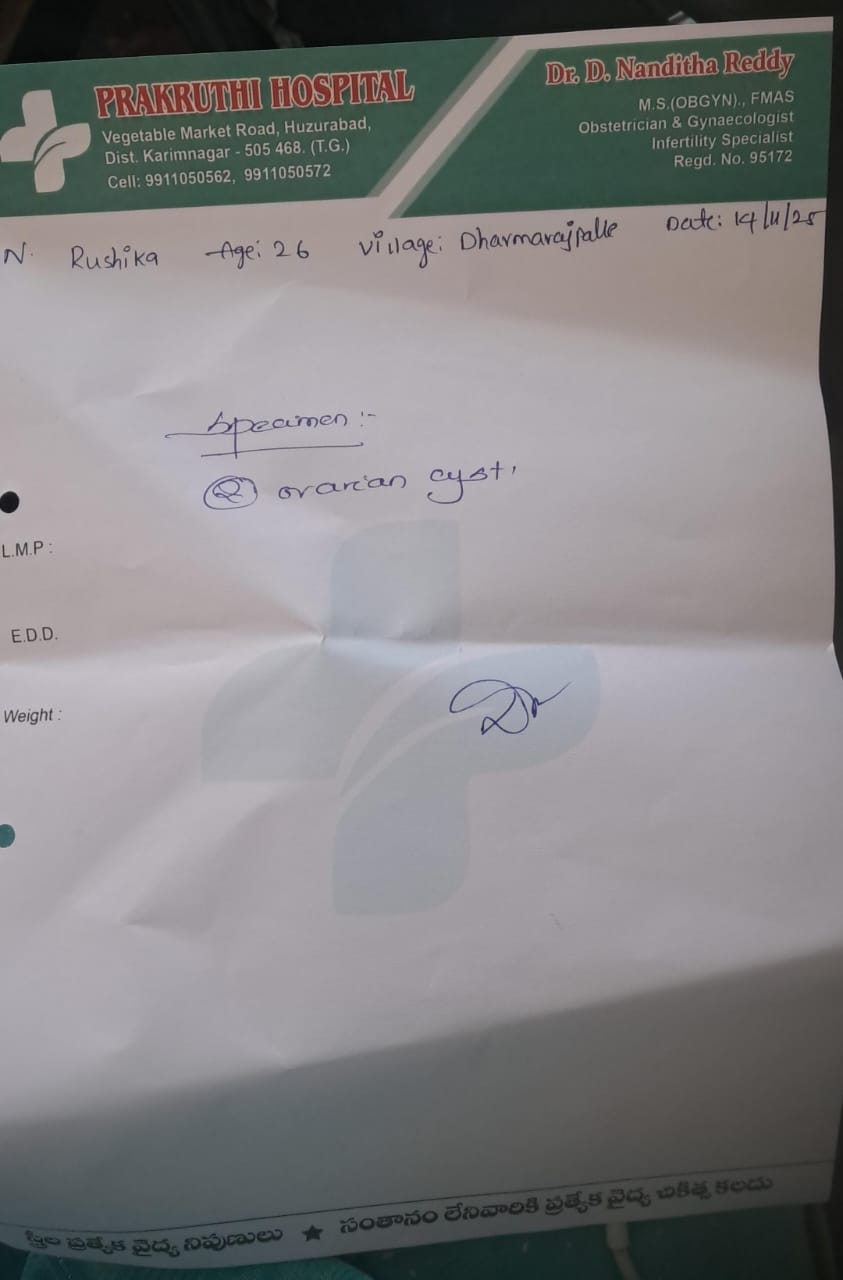 PRAKRUTHI HOSPITAL
Vegetable Market Road, Huzurabad,
Dist. Karimnagar - 505 468. (T.G.)
Cell: 9911050562, 9911050572
Dr. D. Nanditha Reddy
M.S.(OBGYN)., FMAS
Obstetrician & Gynaecologist
Infertility Specialist
Regd. No. 95172
N. Rushika Age: 26 Village: Dharmarajpalle Date: 14/11/25
Specimen :-
Ⓡ ovarian cyst.
L.M.P :
E.D.D.
Weight :
Dr
స్త్రీల ప్రత్యేక వైద్య నిపుణులు ★ సంతానం లేనివారికి ప్రత్యేక వైద్య చికిత్స కలదు